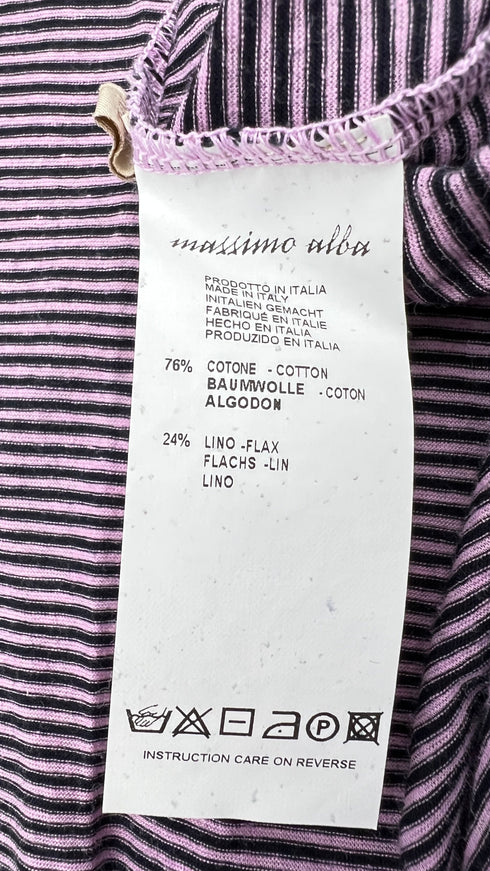 massimo alba
PRODOTTO IN ITALIA
MADE IN ITALY
INITALIEN GEMACHT
FABRIQUÉ EN ITALIE
HECHO EN ITALIA
PRODUZIDO EN ITALIA
76% COTONE - COTTON
BAUMWOLLE - COTON
ALGODON
24% LINO - FLAX
FLACHS - LIN
LINO
P
INSTRUCTION CARE ON REVERSE